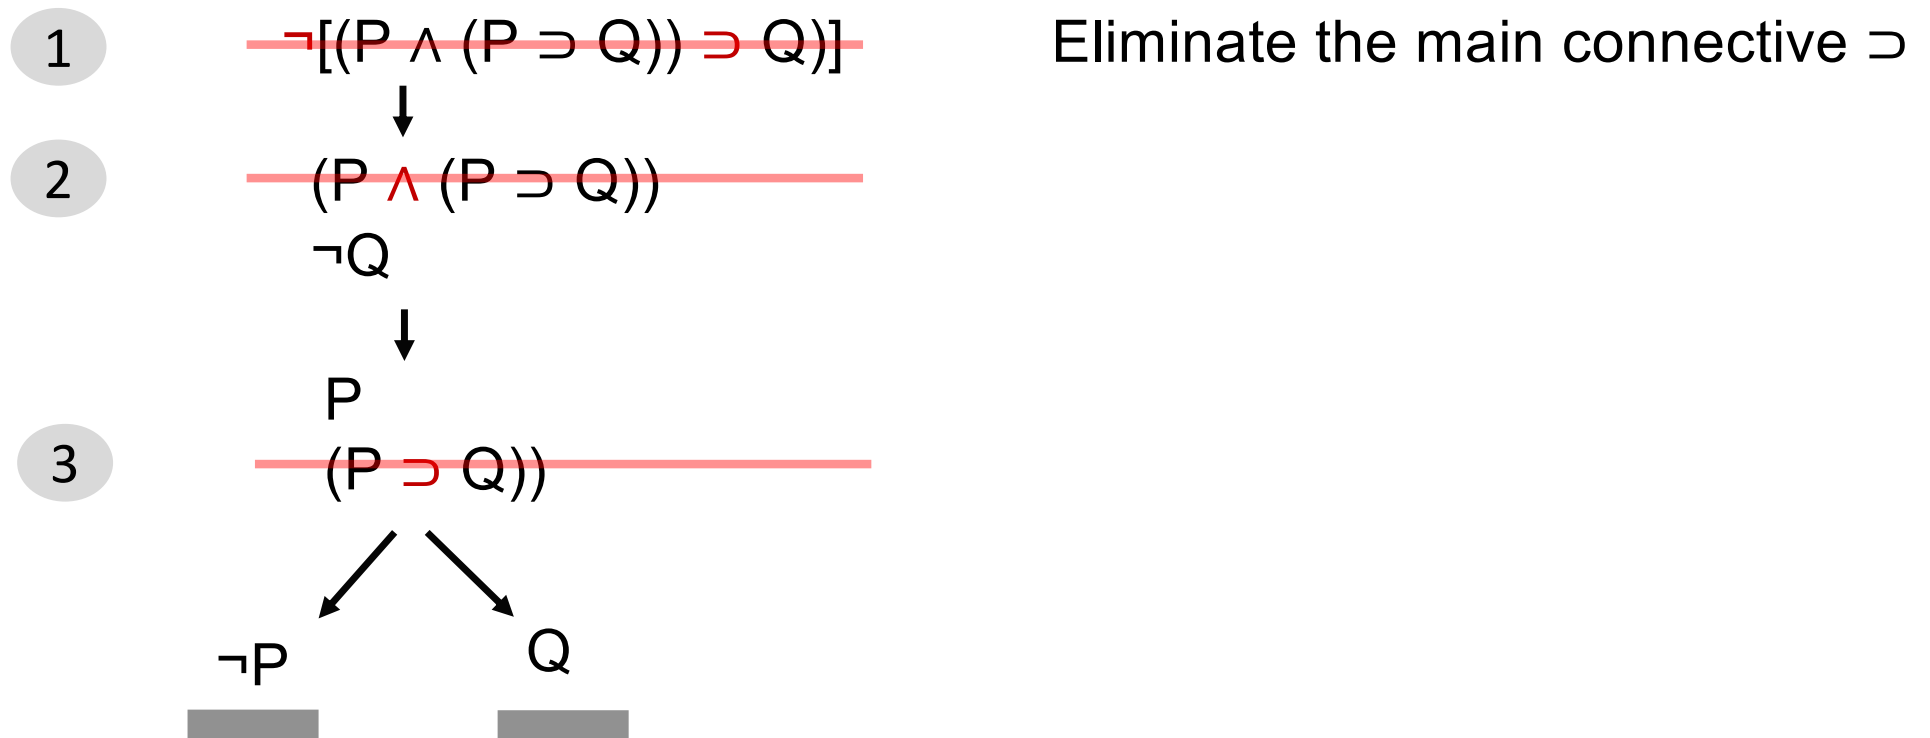 1 ¬[(P ∧ (P ⊃ Q)) ⊃ Q)] Eliminate the main connective ⊃
2 (P ∧ (P ⊃ Q))
¬Q
P
3 (P ⊃ Q))
¬P Q